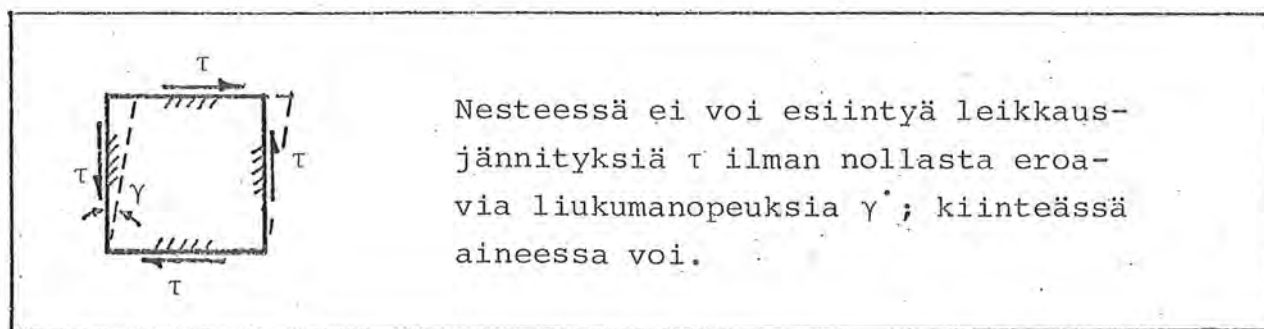 τ
Nesteessä ei voi esiintyä leikkaus-
jännityksiä τ ilman nollasta eroa-
τ
τ
γ
via liukumanopeuksia γ˙; kiinteässä
aineessa voi.
τ